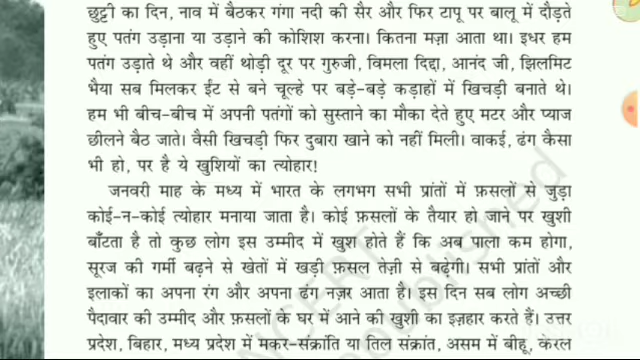 छुट्टी का दिन, नाव में बैठकर गंगा नदी की सैर और फिर टापू पर बालू में दौड़ते
हुए पतंग उड़ाना या उड़ाने की कोशिश करना। कितना मज़ा आता था। इधर हम
पतंग उड़ाते थे और वहीं थोड़ी दूर पर गुरुजी, विमला दिद्दा, आनंद जी, झिलमिट
भैया सब मिलकर ईंट से बने चूल्हे पर बड़े-बड़े कड़ाहों में खिचड़ी बनाते थे।
हम भी बीच-बीच में अपनी पतंगों को सुस्ताने का मौका देते हुए मटर और प्याज
छीलने बैठ जाते। वैसी खिचड़ी फिर दुबारा खाने को नहीं मिली। वाकई, ढंग कैसा
भी हो, पर है ये खुशियों का त्योहार!
जनवरी माह के मध्य में भारत के लगभग सभी प्रांतों में फ़सलों से जुड़ा
कोई-न-कोई त्योहार मनाया जाता है। कोई फ़सलों के तैयार हो जाने पर खुशी
बाँटता है तो कुछ लोग इस उम्मीद में खुश होते हैं कि अब पाला कम होगा,
सूरज की गर्मी बढ़ने से खेतों में खड़ी फ़सल तेज़ी से बढ़ेगी। सभी प्रांतों और
इलाकों का अपना रंग और अपना ढंग नज़र आता है। इस दिन सब लोग अच्छी
पैदावार की उम्मीद और फ़सलों के घर में आने की खुशी का इज़हार करते हैं। उत्तर
प्रदेश, बिहार, मध्य प्रदेश में मकर-संक्रांति या तिल संक्रांत, असम में बीहू, केरल